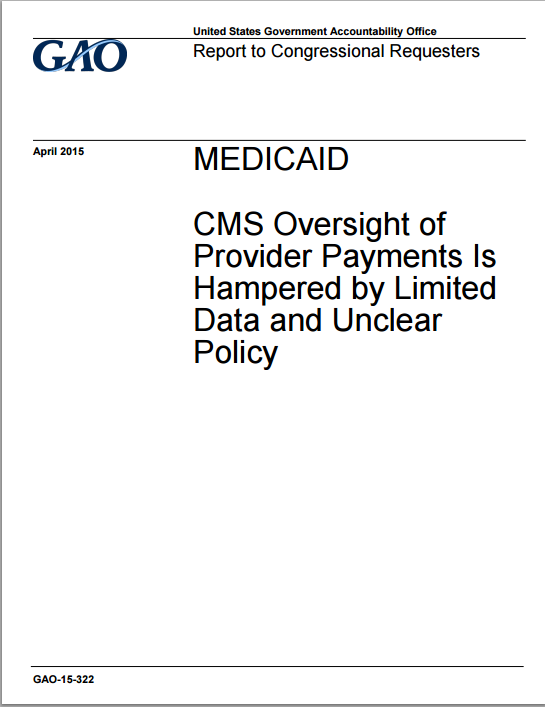 United States Government Accountability Office
GAO
Report to Congressional Requesters
April 2015
MEDICAID
CMS Oversight of
Provider Payments Is
Hampered by Limited
Data and Unclear
Policy
GAO-15-322